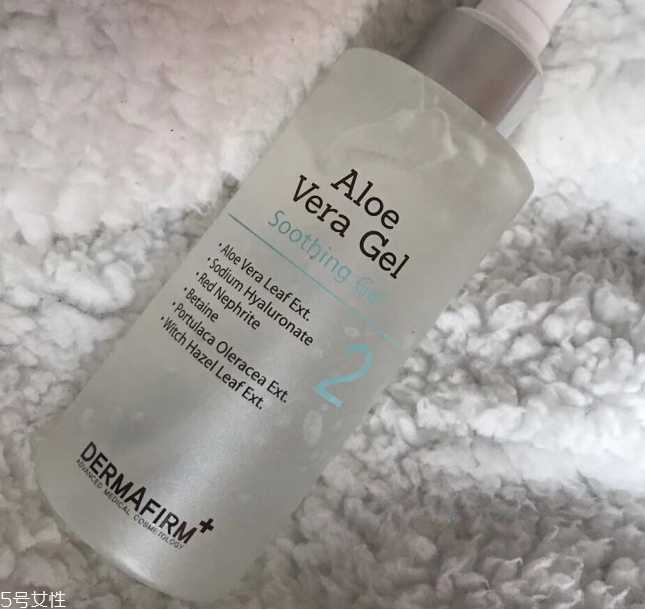 Aloe
Vera Gel
Soothing Gel
2
· Aloe Vera Leaf Ext.
· Sodium Hyaluronate
· Red Nephrite
· Betaine
· Portulaca Oleracea Ext.
· Witch Hazel Leaf Ext.
DERMAFIRM+
ADVANCED MEDICAL COSMETOLOGY
5号女性